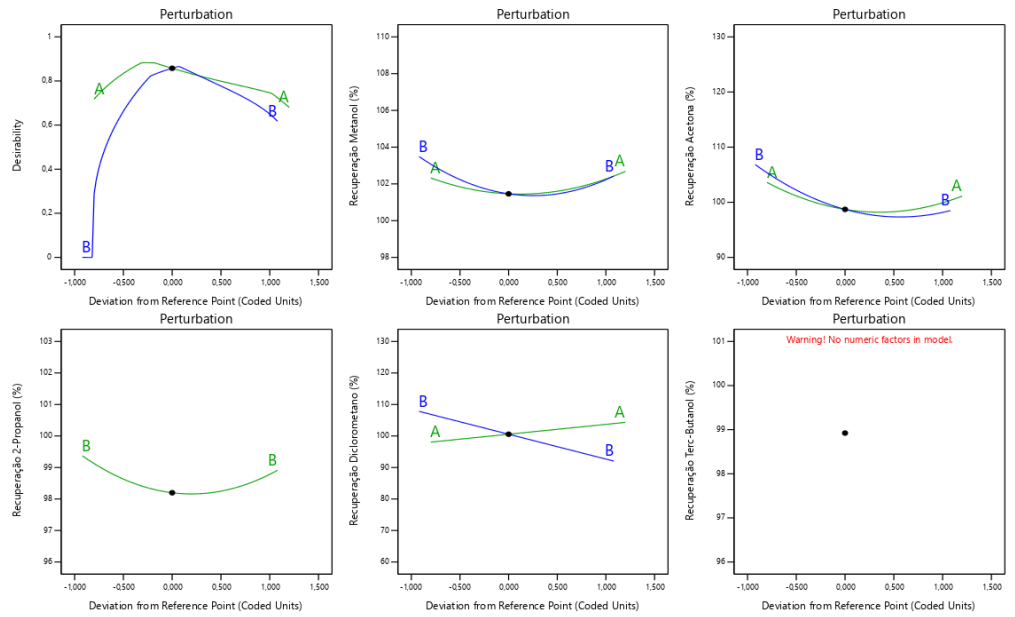 Perturbation
Desirability
1
0,8
0,6
0,4
0,2
0
A
A
B
B
-1,000 -0,500 0,000 0,500 1,000 1,500
Deviation from Reference Point (Coded Units)
Perturbation
Recuperação Metanol (%)
110
108
106
104
102
100
98
B
A
B
A
-1,000 -0,500 0,000 0,500 1,000 1,500
Deviation from Reference Point (Coded Units)
Perturbation
Recuperação Acetona (%)
130
120
110
100
90
B
A
A
B
-1,000 -0,500 0,000 0,500 1,000 1,500
Deviation from Reference Point (Coded Units)
Perturbation
Recuperação 2-Propanol (%)
103
102
101
100
99
98
97
96
B
B
-1,000 -0,500 0,000 0,500 1,000 1,500
Deviation from Reference Point (Coded Units)
Perturbation
Recuperação Diclorometano (%)
130
120
110
100
90
80
70
60
B
A
A
B
-1,000 -0,500 0,000 0,500 1,000 1,500
Deviation from Reference Point (Coded Units)
Perturbation
Warning! No numeric factors in model.
Recuperação Terc-Butanol (%)
101
100
99
98
97
96
-1,000 -0,500 0,000 0,500 1,000 1,500
Deviation from Reference Point (Coded Units)